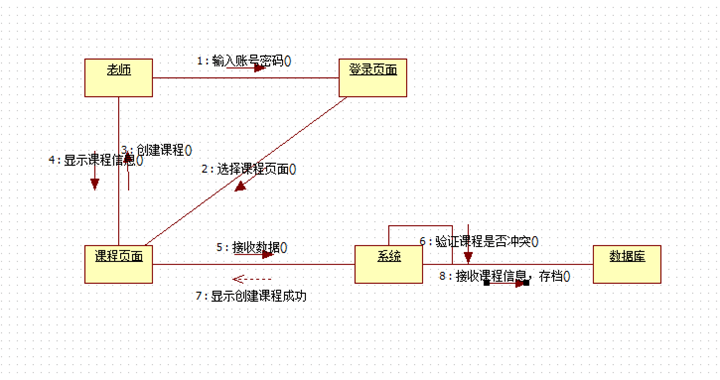 1 : 输入账号密码()
老师
登录页面
3 : 创建课程()
4 : 显示课程信息()
2 : 选择课程页面()
5 : 接收数据()
6 : 验证课程是否冲突()
课程页面
系统
数据库
8 : 接收课程信息，存档()
7 : 显示创建课程成功